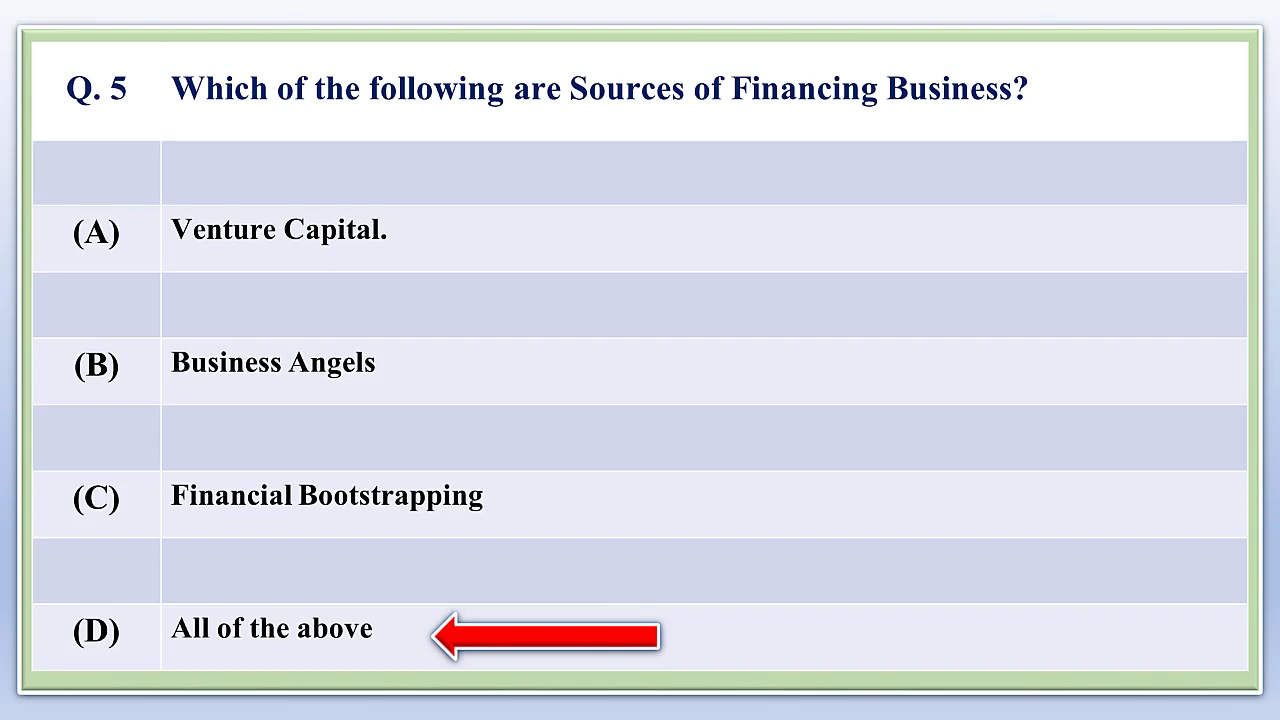 Q. 5 Which of the following are Sources of Financing Business?
(A) Venture Capital.
(B) Business Angels
(C) Financial Bootstrapping
(D) All of the above